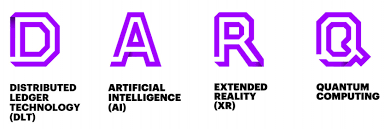 D A R Q
DISTRIBUTED
LEDGER
TECHNOLOGY
(DLT)
ARTIFICIAL
INTELLIGENCE
(AI)
EXTENDED
REALITY
(XR)
QUANTUM
COMPUTING